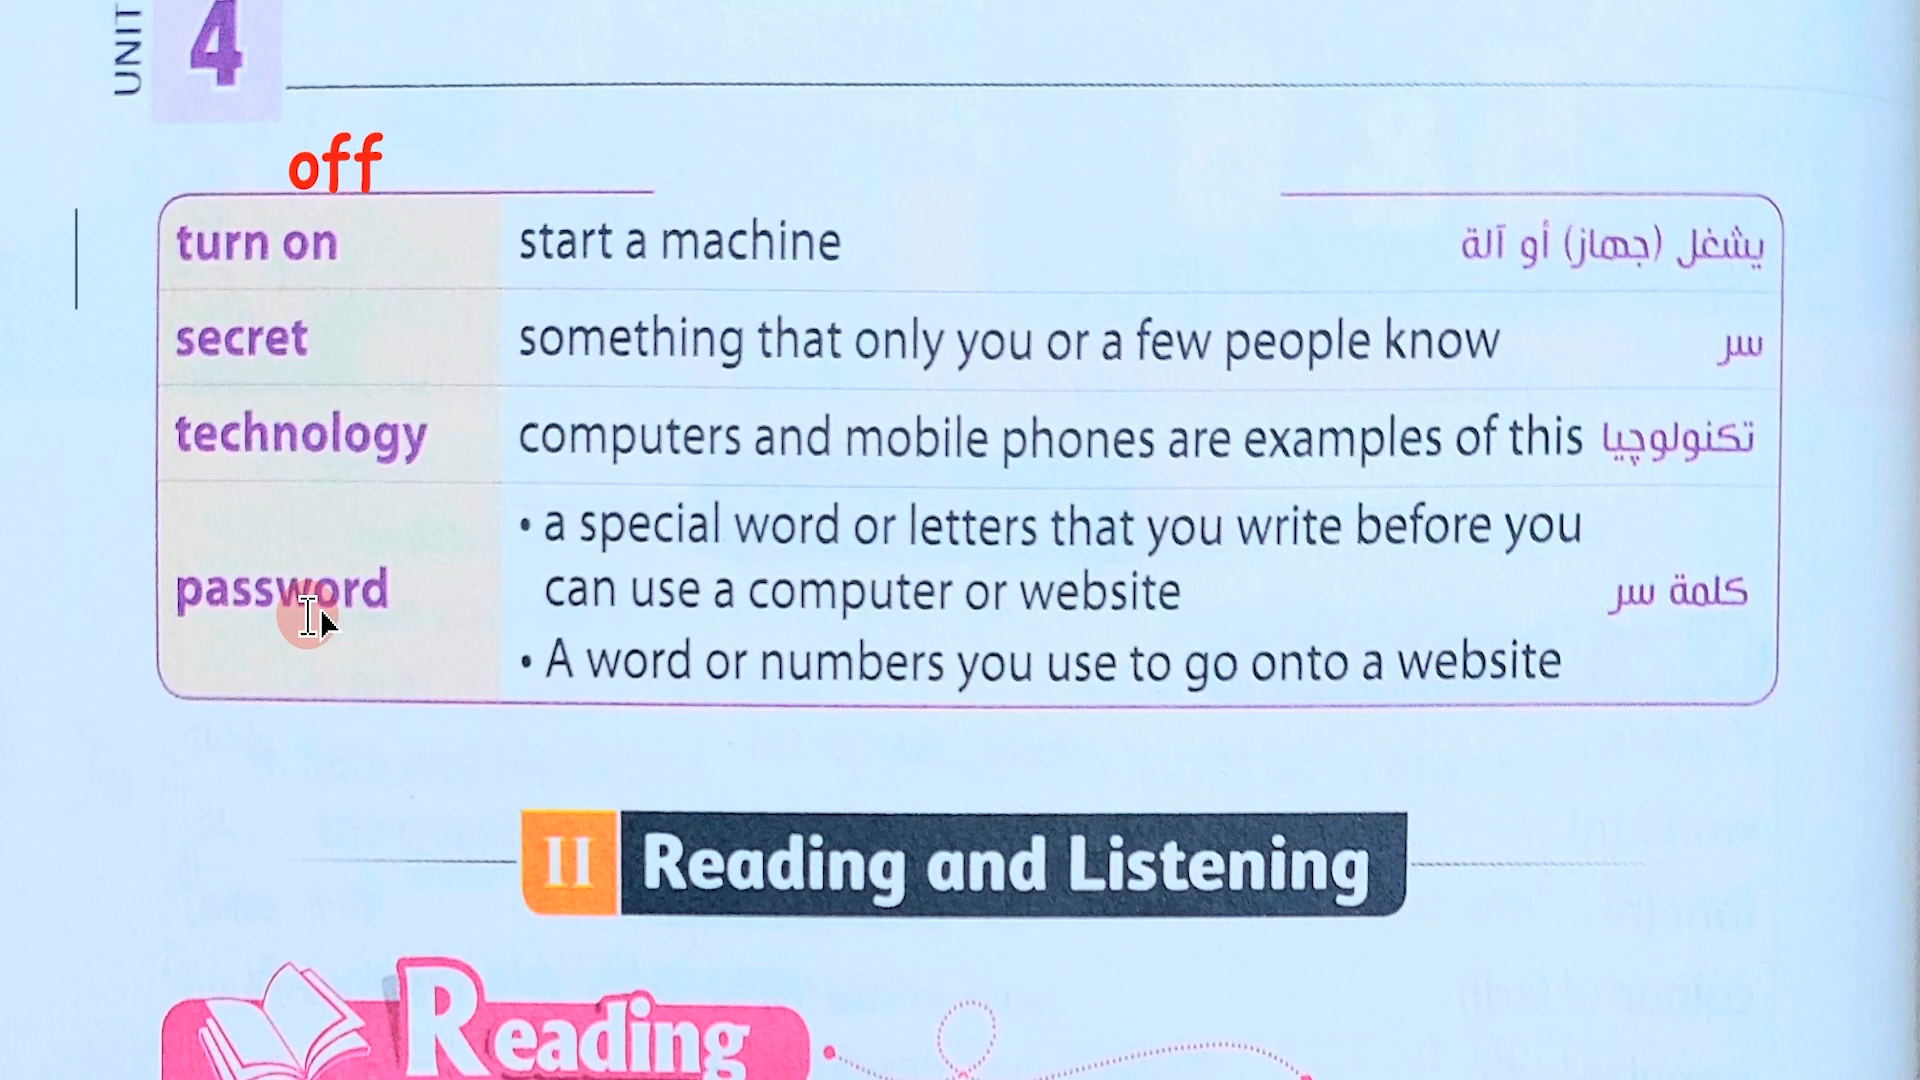 UNIT 4
off
turn on start a machine يشغل (جهاز) أو آلة
secret something that only you or a few people know سر
technology computers and mobile phones are examples of this تكنولوچيا
• a special word or letters that you write before you
password can use a computer or website كلمة سر
• A word or numbers you use to go onto a website
II Reading and Listening
Reading